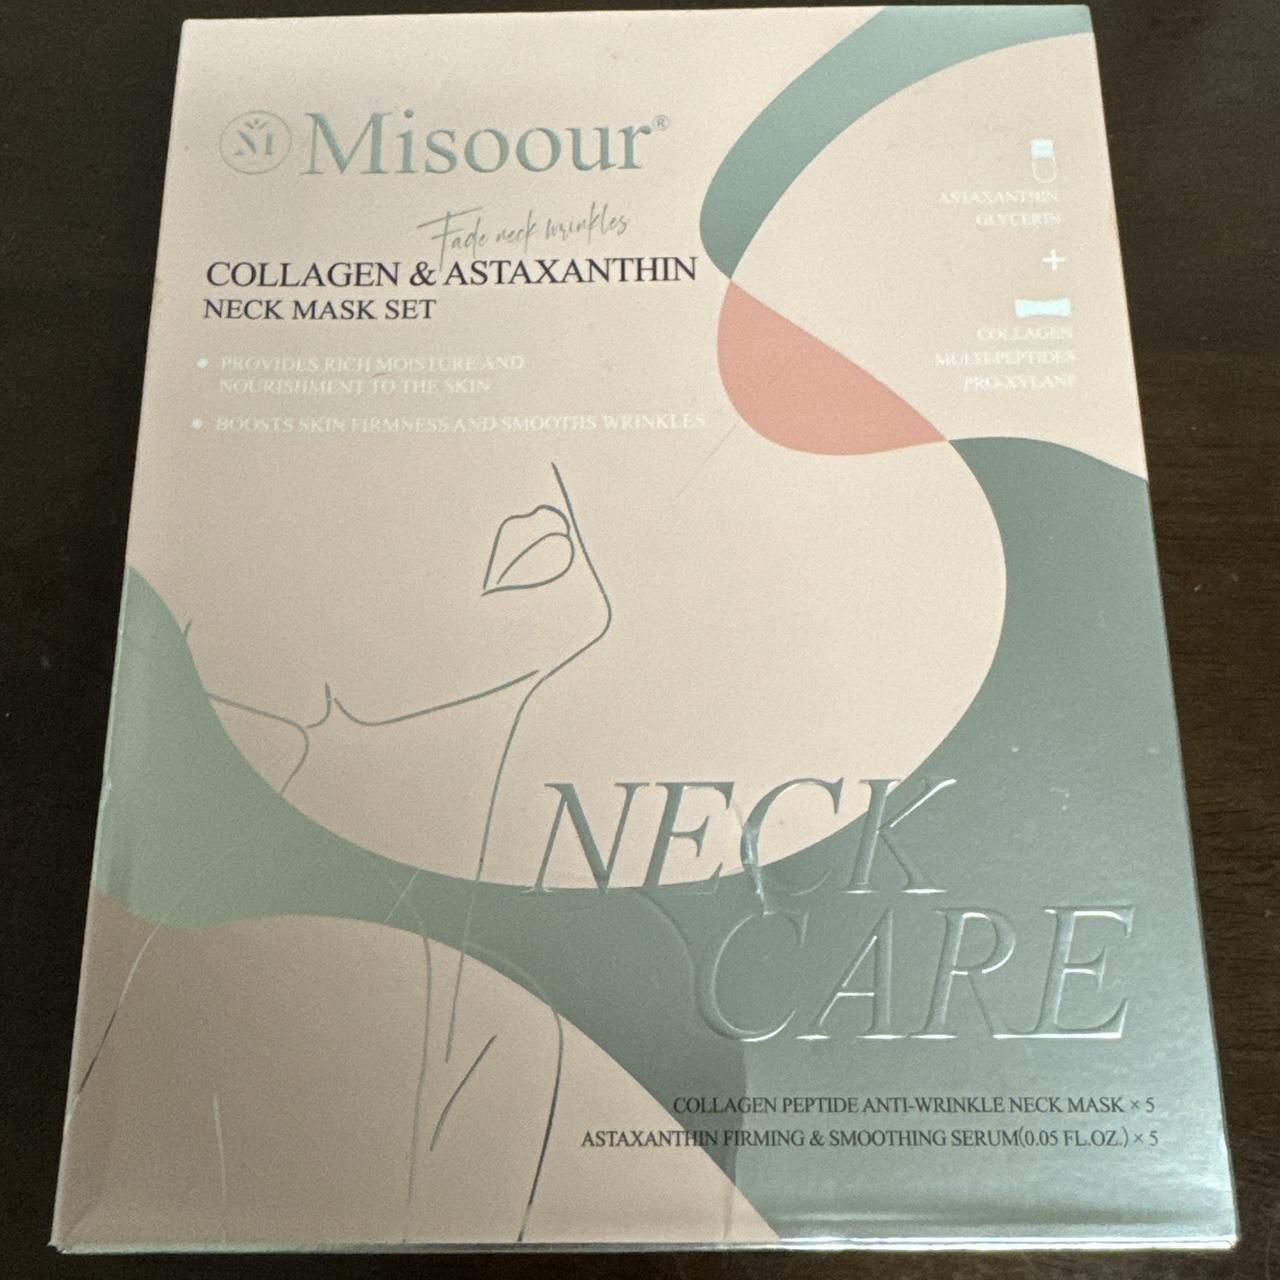 Misoour®
Fade neck wrinkles
COLLAGEN & ASTAXANTHIN
NECK MASK SET
• PROVIDES RICH MOISTURE AND
NOURISHMENT TO THE SKIN
• BOOSTS SKIN FIRMNESS AND SMOOTHS WRINKLES
ASTAXANTHIN
GLYCERIN
+
COLLAGEN
MULTI-PEPTIDES
PRO-XYLANE
NECK
CARE
COLLAGEN PEPTIDE ANTI-WRINKLE NECK MASK × 5
ASTAXANTHIN FIRMING & SMOOTHING SERUM(0.05 FL.OZ.) × 5